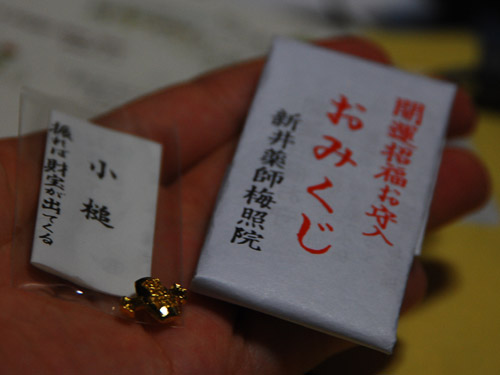 開運招福お守入
おみくじ
新井薬師梅照院
小槌
振れば財宝が出てくる